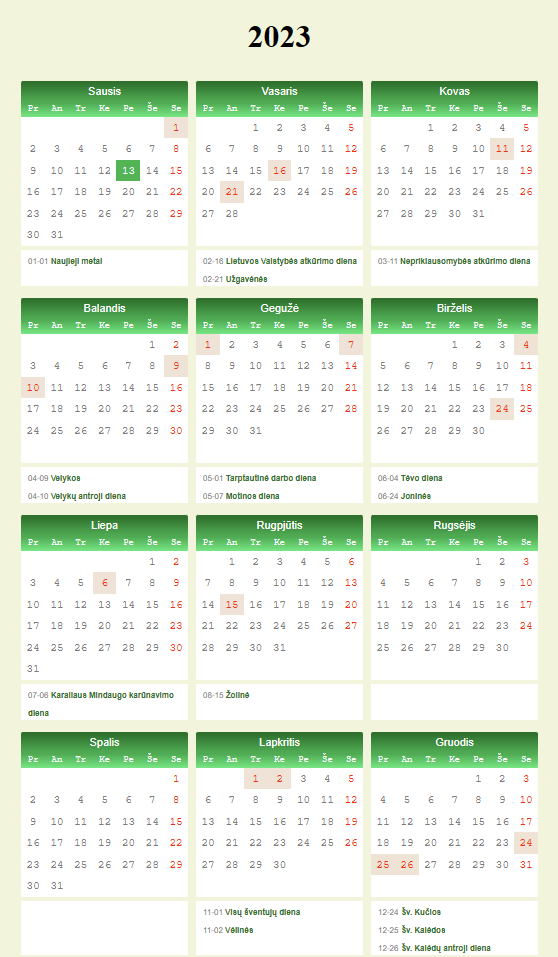 2023
Sausis
Pr An Tr Ke Pe Še Se
1
2 3 4 5 6 7 8
9 10 11 12 13 14 15
16 17 18 19 20 21 22
23 24 25 26 27 28 29
30 31
01-01 Naujieji metai
Vasaris
Pr An Tr Ke Pe Še Se
1 2 3 4 5
6 7 8 9 10 11 12
13 14 15 16 17 18 19
20 21 22 23 24 25 26
27 28
02-16 Lietuvos Valstybės atkūrimo diena
02-21 Užgavėnės
Kovas
Pr An Tr Ke Pe Še Se
1 2 3 4 5
6 7 8 9 10 11 12
13 14 15 16 17 18 19
20 21 22 23 24 25 26
27 28 29 30 31
03-11 Nepriklausomybės atkūrimo diena
Balandis
Pr An Tr Ke Pe Še Se
1 2
3 4 5 6 7 8 9
10 11 12 13 14 15 16
17 18 19 20 21 22 23
24 25 26 27 28 29 30
04-09 Velykos
04-10 Velykų antroji diena
Gegužė
Pr An Tr Ke Pe Še Se
1 2 3 4 5 6 7
8 9 10 11 12 13 14
15 16 17 18 19 20 21
22 23 24 25 26 27 28
29 30 31
05-01 Tarptautinė darbo diena
05-07 Motinos diena
Birželis
Pr An Tr Ke Pe Še Se
1 2 3 4
5 6 7 8 9 10 11
12 13 14 15 16 17 18
19 20 21 22 23 24 25
26 27 28 29 30
06-04 Tėvo diena
06-24 Joninės
Liepa
Pr An Tr Ke Pe Še Se
1 2
3 4 5 6 7 8 9
10 11 12 13 14 15 16
17 18 19 20 21 22 23
24 25 26 27 28 29 30
31
07-06 Karaliaus Mindaugo karūnavimo
diena
Rugpjūtis
Pr An Tr Ke Pe Še Se
1 2 3 4 5 6
7 8 9 10 11 12 13
14 15 16 17 18 19 20
21 22 23 24 25 26 27
28 29 30 31
08-15 Žolinė
Rugsėjis
Pr An Tr Ke Pe Še Se
1 2 3
4 5 6 7 8 9 10
11 12 13 14 15 16 17
18 19 20 21 22 23 24
25 26 27 28 29 30
Spalis
Pr An Tr Ke Pe Še Se
1
2 3 4 5 6 7 8
9 10 11 12 13 14 15
16 17 18 19 20 21 22
23 24 25 26 27 28 29
30 31
Lapkritis
Pr An Tr Ke Pe Še Se
1 2 3 4 5
6 7 8 9 10 11 12
13 14 15 16 17 18 19
20 21 22 23 24 25 26
27 28 29 30
11-01 Visų šventųjų diena
11-02 Vėlinės
Gruodis
Pr An Tr Ke Pe Še Se
1 2 3
4 5 6 7 8 9 10
11 12 13 14 15 16 17
18 19 20 21 22 23 24
25 26 27 28 29 30 31
12-24 Šv. Kučios
12-25 Šv. Kalėdos
12-26 Šv. Kalėdų antroji diena